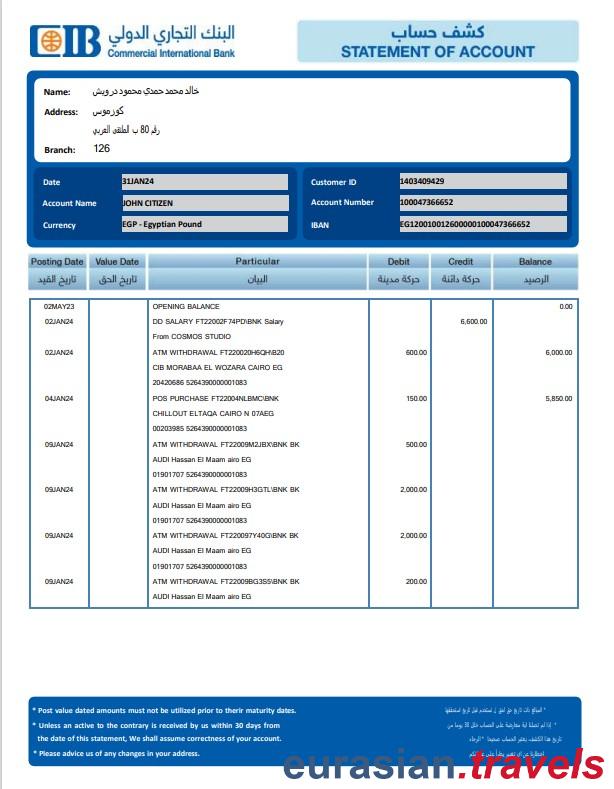 CIB
البنك التجاري الدولي
Commercial International Bank
كشف حساب
STATEMENT OF ACCOUNT
Name: خالد محمد حمدي محمود درويش
Address: كوزموس
رقم 80 ب الملتقى العربي
Branch: 126
Date 31JAN24
Account Name JOHN CITIZEN
Currency EGP - Egyptian Pound
Customer ID 1403409429
Account Number 100047366652
IBAN EG120010012600000100047366652
Posting Date Value Date Particular Debit Credit Balance
تاريخ القيد تاريخ الحق البيان حركة مدينة حركة دائنة الرصيد
02MAY23 OPENING BALANCE 0.00
02JAN24 DD SALARY FT22002F74PD\BNK Salary 6,600.00
From COSMOS STUDIO
02JAN24 ATM WITHDRAWAL FT220020H6QH\B20 600.00 6,000.00
CIB MORABAA EL WOZARA CAIRO EG
20420686 5264390000001083
04JAN24 POS PURCHASE FT22004NLBMC\BNK 150.00 5,850.00
CHILLOUT ELTAQA CAIRO N 07AEG
00203985 5264390000001083
09JAN24 ATM WITHDRAWAL FT22009M2JBX\BNK BK 500.00
AUDI Hassan El Maam airo EG
01901707 5264390000001083
09JAN24 ATM WITHDRAWAL FT22009H3GTL\BNK BK 2,000.00
AUDI Hassan El Maam airo EG
01901707 5264390000001083
09JAN24 ATM WITHDRAWAL FT220097Y40G\BNK BK 2,000.00
AUDI Hassan El Maam airo EG
01901707 5264390000001083
09JAN24 ATM WITHDRAWAL FT22009BG3S5\BNK BK 200.00
AUDI Hassan El Maam airo EG
* Post value dated amounts must not be utilized prior to therir maturity dates.
* Unless an active to the contrary is received by us within 30 days from
the date of this statement, We shall assume correctness of your account.
* Please advice us of any changes in your address.
eurasian.travels